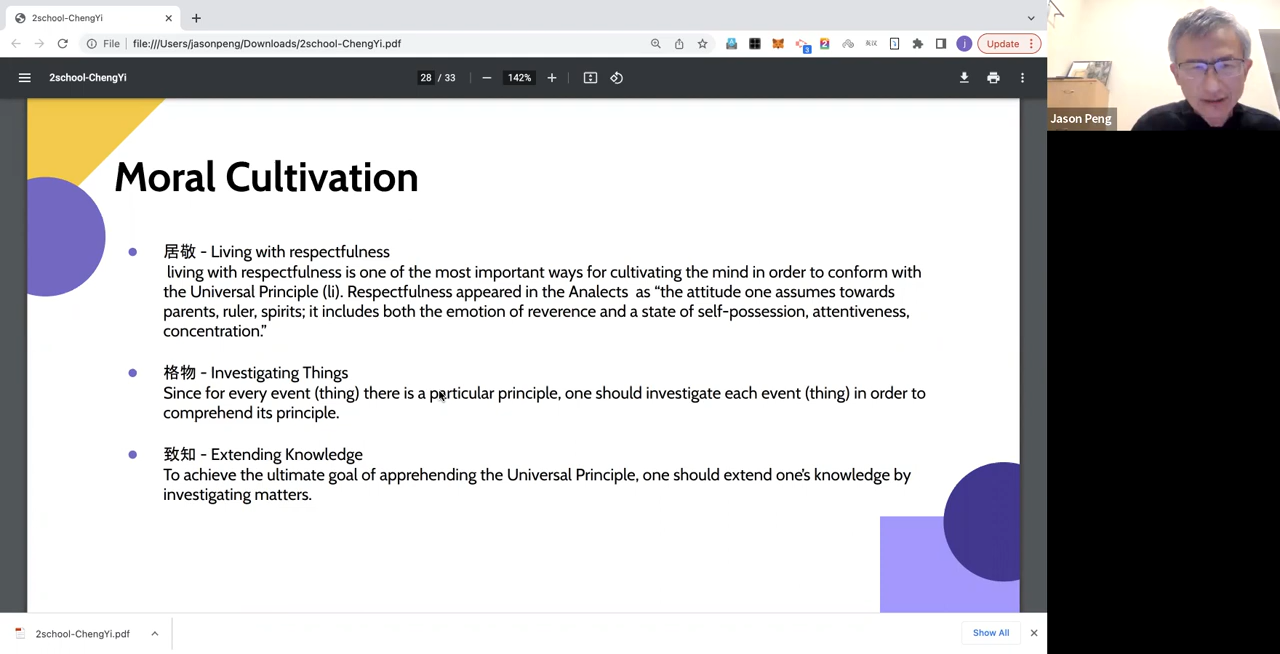 2school-ChengYi
File
file:///Users/jasonpeng/Downloads/2school-ChengYi.pdf
3
2
j
Update
2school-ChengYi
28 / 33
142%
Jason Peng
Moral Cultivation
居敬 - Living with respectfulness
living with respectfulness is one of the most important ways for cultivating the mind in order to conform with
the Universal Principle (li). Respectfulness appeared in the Analects as “the attitude one assumes towards
parents, ruler, spirits; it includes both the emotion of reverence and a state of self-possession, attentiveness,
concentration.”
格物 - Investigating Things
Since for every event (thing) there is a particular principle, one should investigate each event (thing) in order to
comprehend its principle.
致知 - Extending Knowledge
To achieve the ultimate goal of apprehending the Universal Principle, one should extend one's knowledge by
investigating matters.
2school-ChengYi.pdf
Show All